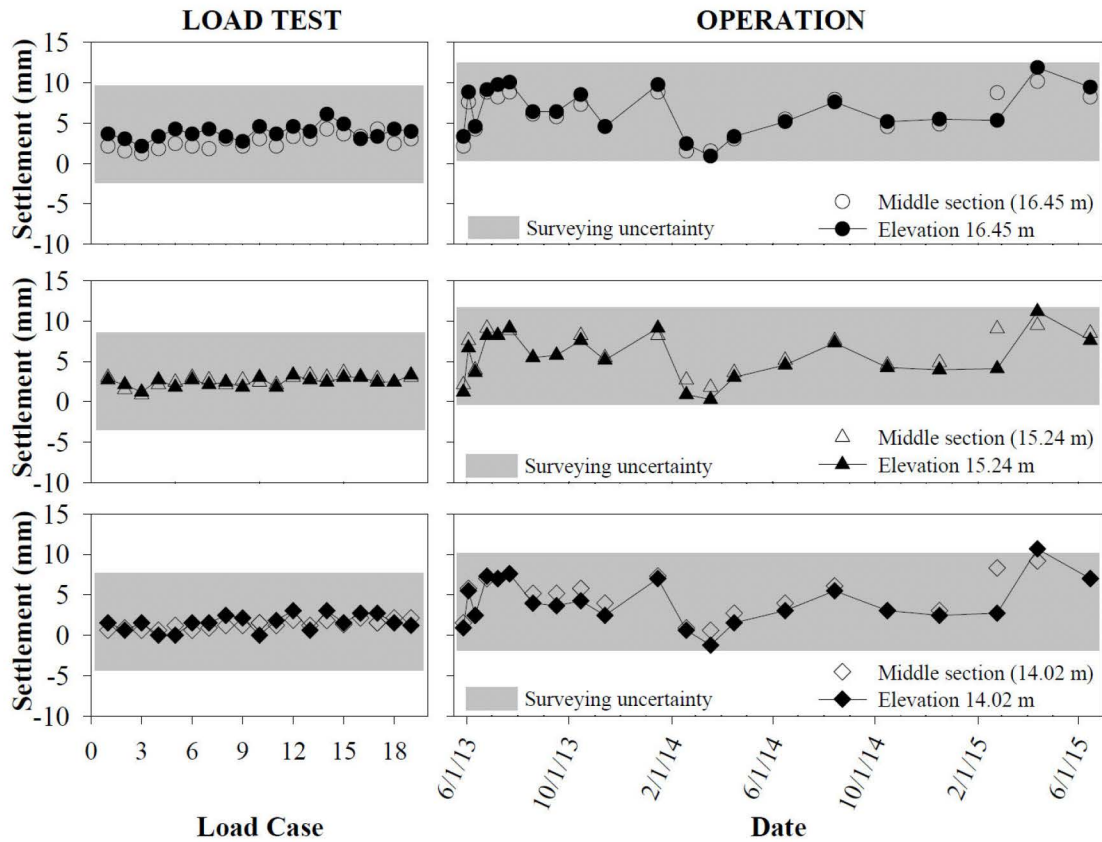 LOAD TEST
OPERATION
Settlement (mm)
15
10
5
0
-5
-10
Surveying uncertainty
Middle section (16.45 m)
Elevation 16.45 m
Settlement (mm)
15
10
5
0
-5
-10
Surveying uncertainty
Middle section (15.24 m)
Elevation 15.24 m
Settlement (mm)
15
10
5
0
-5
-10
Surveying uncertainty
Middle section (14.02 m)
Elevation 14.02 m
0 3 6 9 12 15 18
6/1/13 10/1/13 2/1/14 6/1/14 10/1/14 2/1/15 6/1/15
Load Case
Date